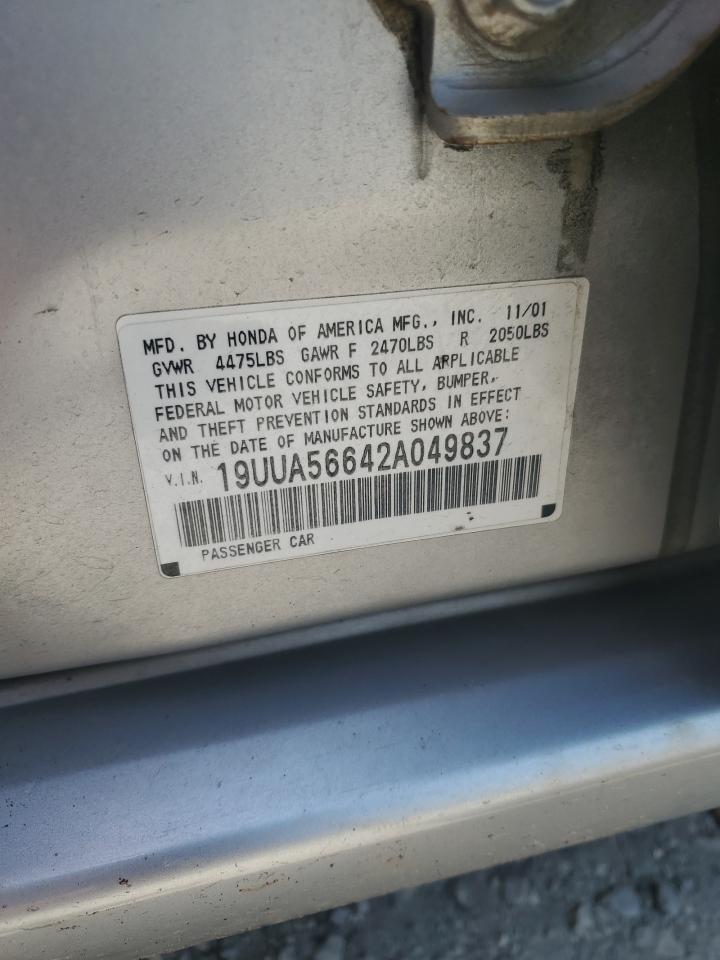 MFD. BY HONDA OF AMERICA MFG., INC. 11/01
GVWR 4475LBS GAWR F 2470LBS R 2050LBS
THIS VEHICLE CONFORMS TO ALL APPLICABLE
FEDERAL MOTOR VEHICLE SAFETY, BUMPER,
AND THEFT PREVENTION STANDARDS IN EFFECT
ON THE DATE OF MANUFACTURE SHOWN ABOVE:
V.I.N. 19UUA56642A049837
PASSENGER CAR